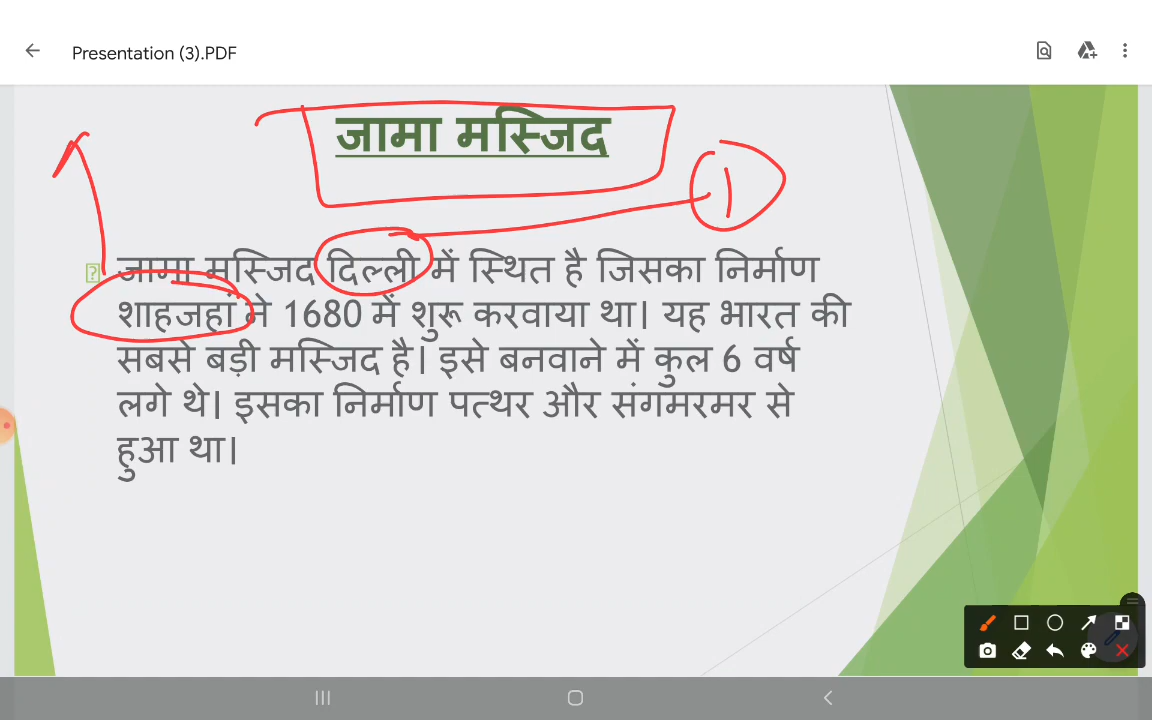 Presentation (3).PDF
जामा मस्जिद
1
जामा मस्जिद दिल्ली में स्थित है जिसका निर्माण
शाहजहां ने 1680 में शुरू करवाया था। यह भारत की
सबसे बड़ी मस्जिद है। इसे बनवाने में कुल 6 वर्ष
लगे थे। इसका निर्माण पत्थर और संगमरमर से
हुआ था।